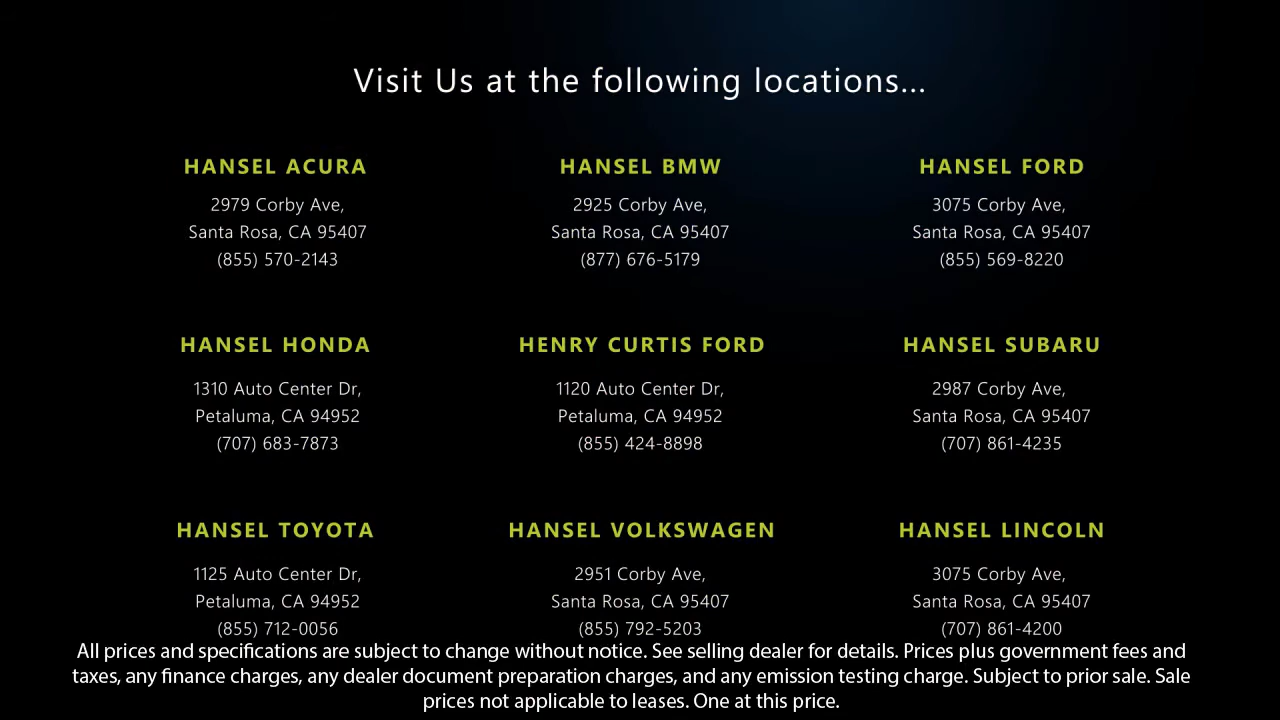 Visit Us at the following locations...
HANSEL ACURA
2979 Corby Ave,
Santa Rosa, CA 95407
(855) 570-2143
HANSEL BMW
2925 Corby Ave,
Santa Rosa, CA 95407
(877) 676-5179
HANSEL FORD
3075 Corby Ave,
Santa Rosa, CA 95407
(855) 569-8220
HANSEL HONDA
1310 Auto Center Dr,
Petaluma, CA 94952
(707) 683-7873
HENRY CURTIS FORD
1120 Auto Center Dr,
Petaluma, CA 94952
(855) 424-8898
HANSEL SUBARU
2987 Corby Ave,
Santa Rosa, CA 95407
(707) 861-4235
HANSEL TOYOTA
1125 Auto Center Dr,
Petaluma, CA 94952
(855) 712-0056
HANSEL VOLKSWAGEN
2951 Corby Ave,
Santa Rosa, CA 95407
(855) 792-5203
HANSEL LINCOLN
3075 Corby Ave,
Santa Rosa, CA 95407
(707) 861-4200
All prices and specifications are subject to change without notice. See selling dealer for details. Prices plus government fees and
taxes, any finance charges, any dealer document preparation charges, and any emission testing charge. Subject to prior sale. Sale
prices not applicable to leases. One at this price.